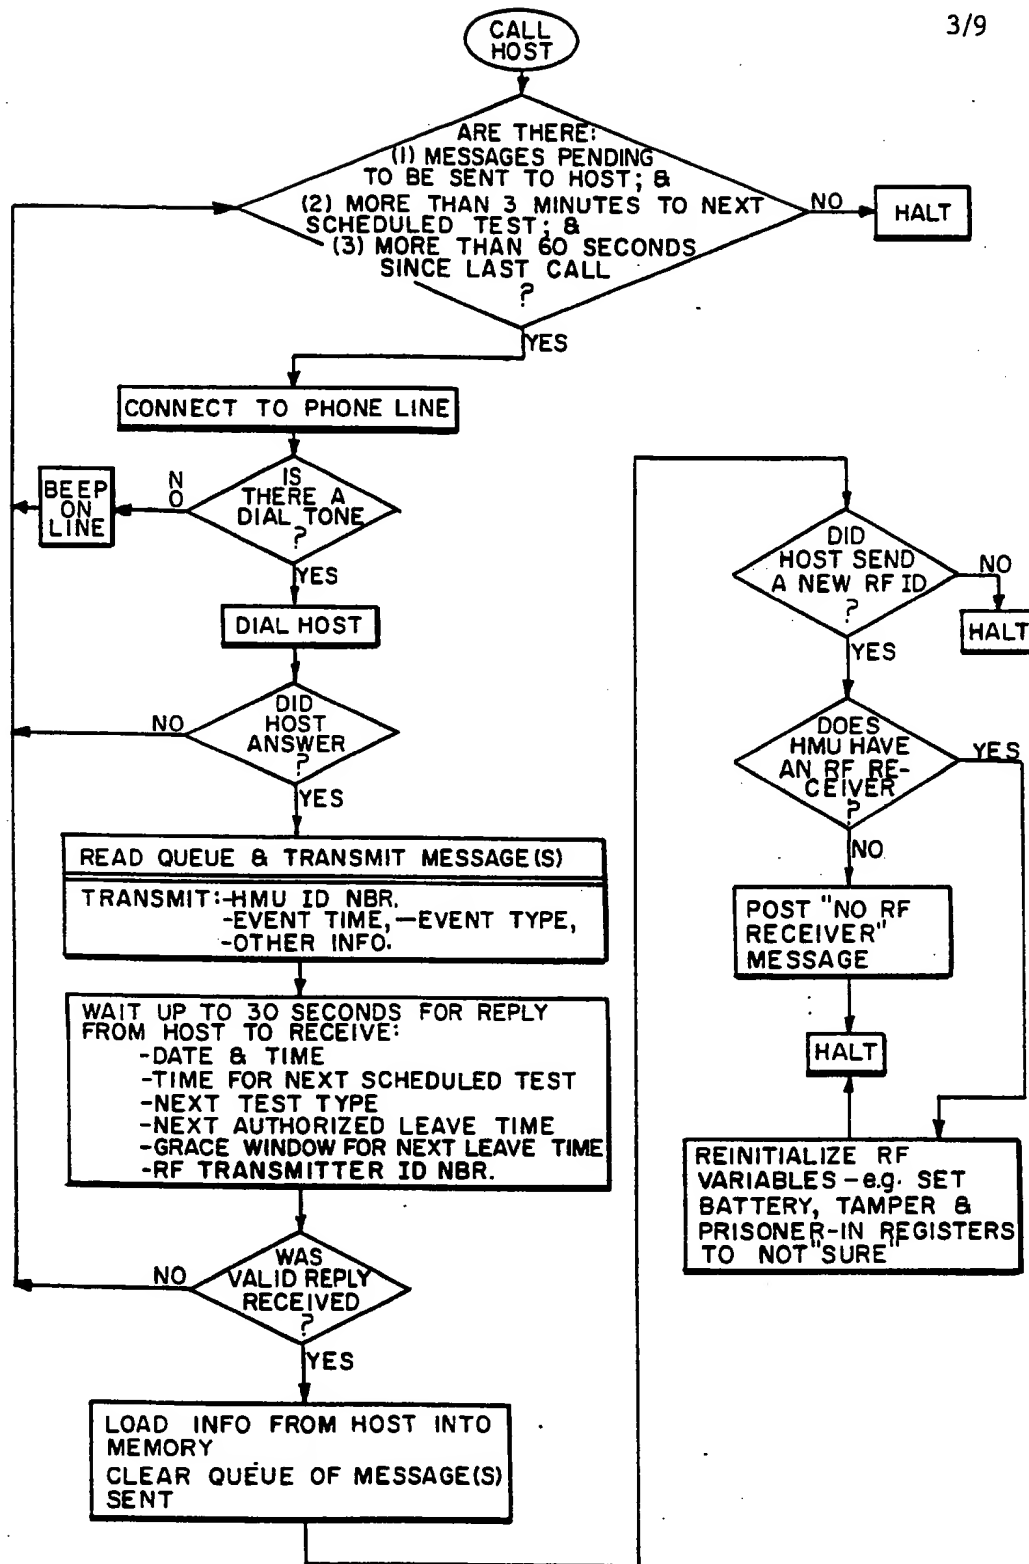 3/9
CALL
HOST
ARE THERE:
(1) MESSAGES PENDING
TO BE SENT TO HOST; &
(2) MORE THAN 3 MINUTES TO NEXT
SCHEDULED TEST; &
(3) MORE THAN 60 SECONDS
SINCE LAST CALL
?
NO
HALT
YES
CONNECT TO PHONE LINE
IS
THERE A
DIAL TONE
?
N
O
BEEP
ON
LINE
YES
DIAL HOST
DID
HOST
ANSWER
?
NO
YES
READ QUEUE & TRANSMIT MESSAGE(S)
TRANSMIT:-HMU ID NBR.
-EVENT TIME, -EVENT TYPE,
-OTHER INFO.
WAIT UP TO 30 SECONDS FOR REPLY
FROM HOST TO RECEIVE:
-DATE & TIME
-TIME FOR NEXT SCHEDULED TEST
-NEXT TEST TYPE
-NEXT AUTHORIZED LEAVE TIME
-GRACE WINDOW FOR NEXT LEAVE TIME
-RF TRANSMITTER ID NBR.
WAS
VALID REPLY
RECEIVED
?
NO
YES
LOAD INFO FROM HOST INTO
MEMORY
CLEAR QUEUE OF MESSAGE(S)
SENT
DID
HOST SEND
A NEW RF ID
?
NO
HALT
YES
DOES
HMU HAVE
AN RF RE-
CEIVER
?
YES
NO
POST "NO RF
RECEIVER"
MESSAGE
HALT
REINITIALIZE RF
VARIABLES - e.g. SET
BATTERY, TAMPER &
PRISONER-IN REGISTERS
TO NOT "SURE"